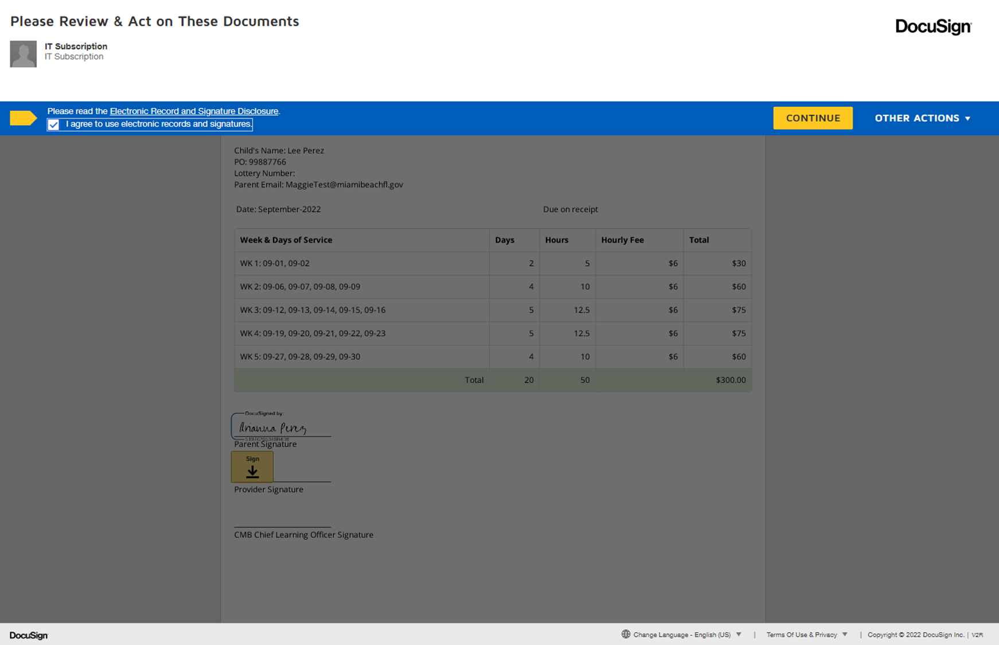 Please Review & Act on These Documents
DocuSign
IT Subscription
IT Subscription
Please read the Electronic Record and Signature Disclosure.
I agree to use electronic records and signatures.
CONTINUE
OTHER ACTIONS
Child's Name: Lee Perez
PO: 99887766
Lottery Number:
Parent Email: MaggieTest@miamibeachfl.gov
Date: September-2022 Due on receipt
Week & Days of Service Days Hours Hourly Fee Total
WK 1: 09-01, 09-02 2 5 $6 $30
WK 2: 09-06, 09-07, 09-08, 09-09 4 10 $6 $60
WK 3: 09-12, 09-13, 09-14, 09-15, 09-16 5 12.5 $6 $75
WK 4: 09-19, 09-20, 09-21, 09-22, 09-23 5 12.5 $6 $75
WK 5: 09-27, 09-28, 09-29, 09-30 4 10 $6 $60
Total 20 50 $300.00
DocuSigned by:
Arianna Perez
Parent Signature
Sign
Provider Signature
CMB Chief Learning Officer Signature
DocuSign
Change Language - English (US) | Terms Of Use & Privacy | Copyright © 2022 DocuSign Inc. | V2R